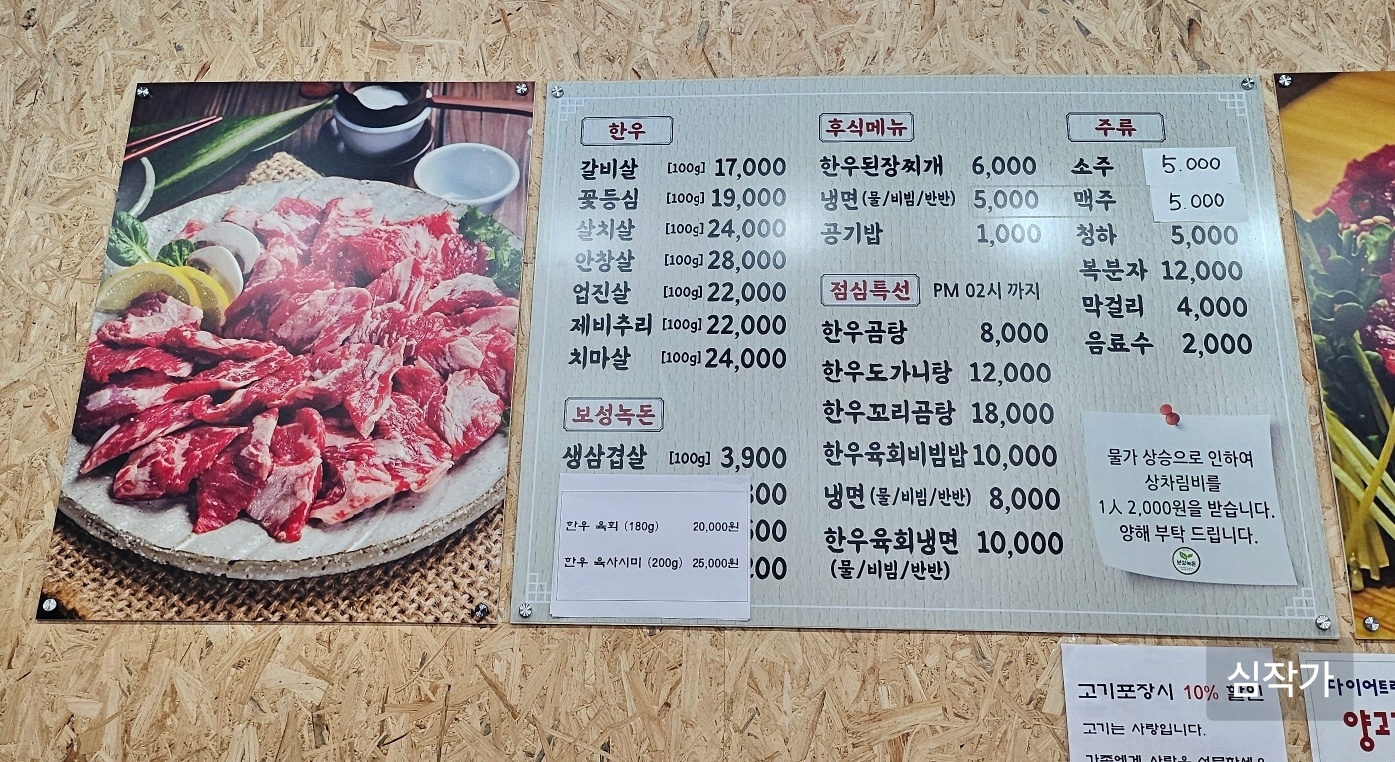 한우
갈비살 [100g] 17,000
꽃등심 [100g] 19,000
살치살 [100g] 24,000
안창살 [100g] 28,000
업진살 [100g] 22,000
제비추리 [100g] 22,000
치마살 [100g] 24,000
보성녹돈
생삼겹살 [100g] 3,900
한우 육회 (180g) 20,000원
한우 육사시미 (200g) 25,000원
후식메뉴
한우된장찌개 6,000
냉면 (물/비빔/반반) 5,000
공기밥 1,000
점심특선 PM 02시 까지
한우곰탕 8,000
한우도가니탕 12,000
한우꼬리곰탕 18,000
한우육회비빔밥 10,000
냉면 (물/비빔/반반) 8,000
한우육회냉면 10,000
(물/비빔/반반)
주류
소주 5.000
맥주 5.000
청하 5,000
복분자 12,000
막걸리 4,000
음료수 2,000
물가 상승으로 인하여
상차림비를
1人 2,000원을 받습니다.
양해 부탁 드립니다.
보성녹돈
고기포장시 10% 할인
고기는 사랑입니다.
심작가